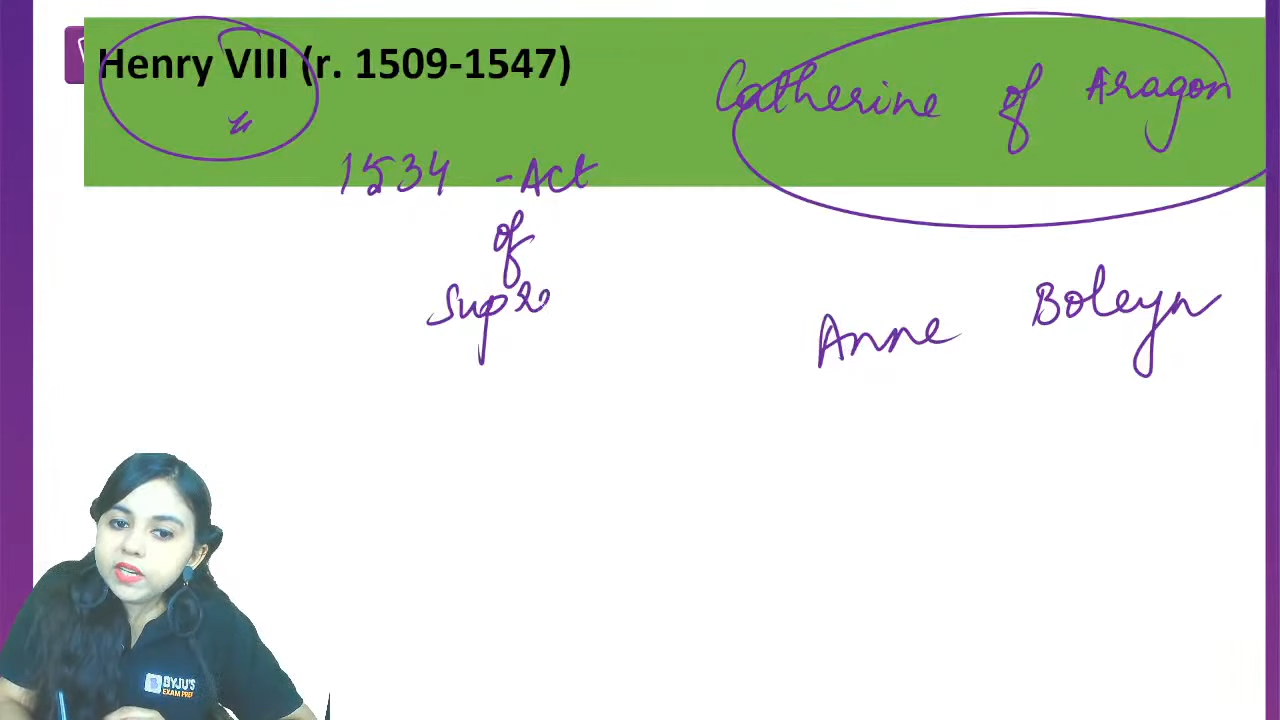 Henry VIII (r. 1509-1547)
Catherine of Aragon
1534 - Act
of
Supre
Anne Boleyn
BYJU'S
EXAM PREP